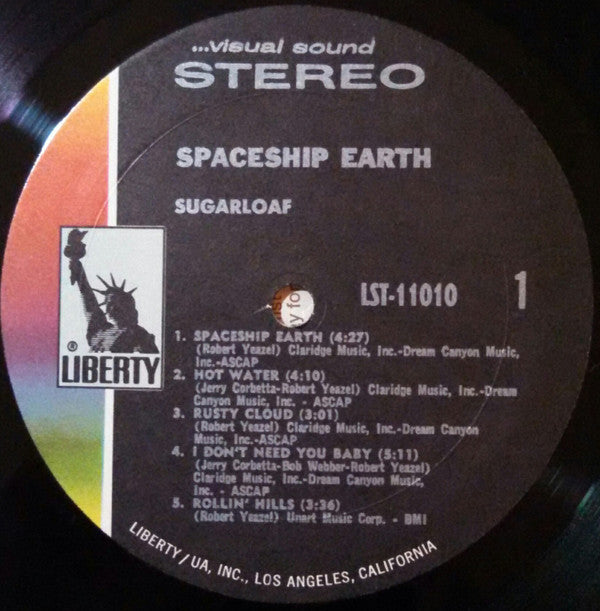 ...visual sound
STEREO
SPACESHIP EARTH
SUGARLOAF
LST-11010
1
® LIBERTY
1. SPACESHIP EARTH (4:27)
(Robert Yeazel) Claridge Music, Inc.-Dream Canyon Music,
Inc.-ASCAP
2. HOT WATER (4:10)
(Jerry Corbetta-Robert Yeazel) Claridge Music, Inc.-Dream
Canyon Music, Inc. - ASCAP
3. RUSTY CLOUD (3:01)
(Robert Yeazel) Claridge Music, Inc.-Dream Canyon
Music, Inc.-ASCAP
4. I DON'T NEED YOU BABY (5:11)
(Jerry Corbetta-Bob Webber-Robert Yeazel)
Claridge Music, Inc.-Dream Canyon Music,
Inc. - ASCAP
5. ROLLIN' HILLS (3:36)
(Robert Yeazel) Unart Music Corp. - BMI
LIBERTY/UA, INC., LOS ANGELES, CALIFORNIA